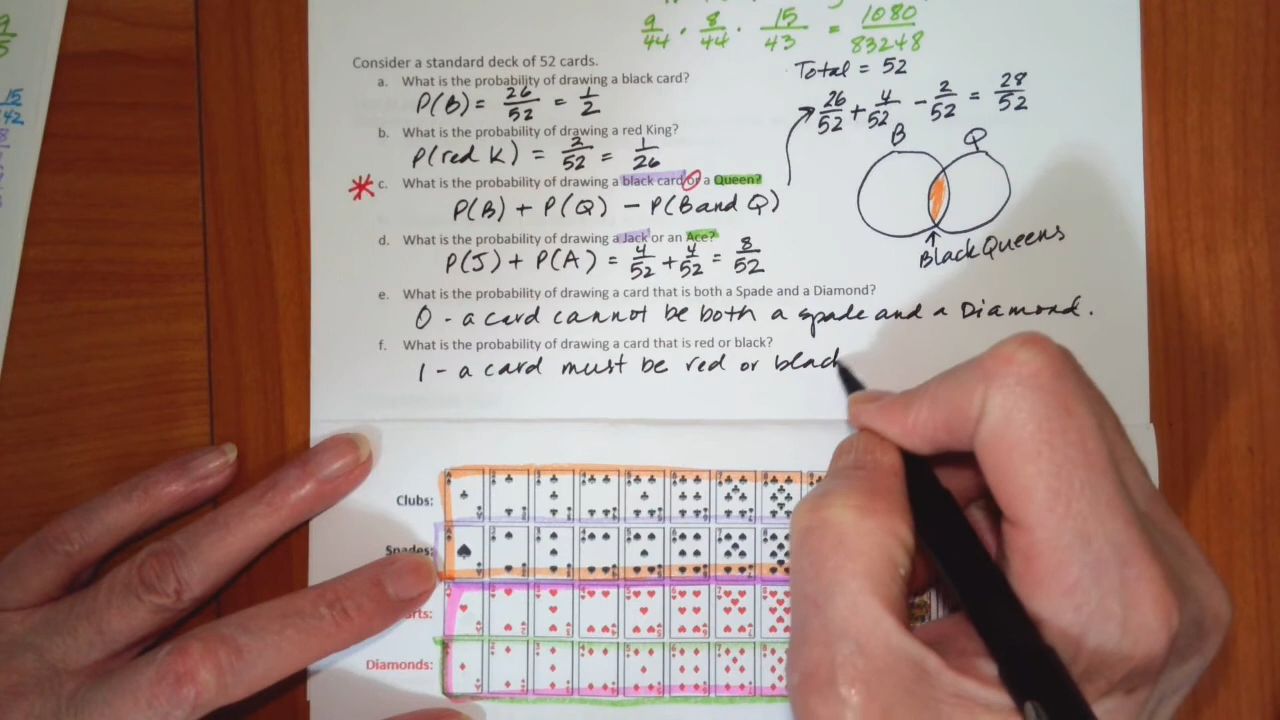 9/44 · 8/44 · 15/43 = 1080/83248
9/5
15/42
Consider a standard deck of 52 cards.
Total = 52
a. What is the probability of drawing a black card?
P(B) = 26/52 = 1/2
26/52 + 4/52 - 2/52 = 28/52
b. What is the probability of drawing a red King?
P(red K) = 2/52 = 1/26
B Q
* c. What is the probability of drawing a black card or a Queen?
P(B) + P(Q) - P(B and Q)
Black Queens
d. What is the probability of drawing a Jack or an Ace?
P(J) + P(A) = 4/52 + 4/52 = 8/52
e. What is the probability of drawing a card that is both a Spade and a Diamond?
0 - a card cannot be both a spade and a Diamond.
f. What is the probability of drawing a card that is red or black?
1 - a card must be red or black
Clubs:
Spades:
rts:
Diamonds: